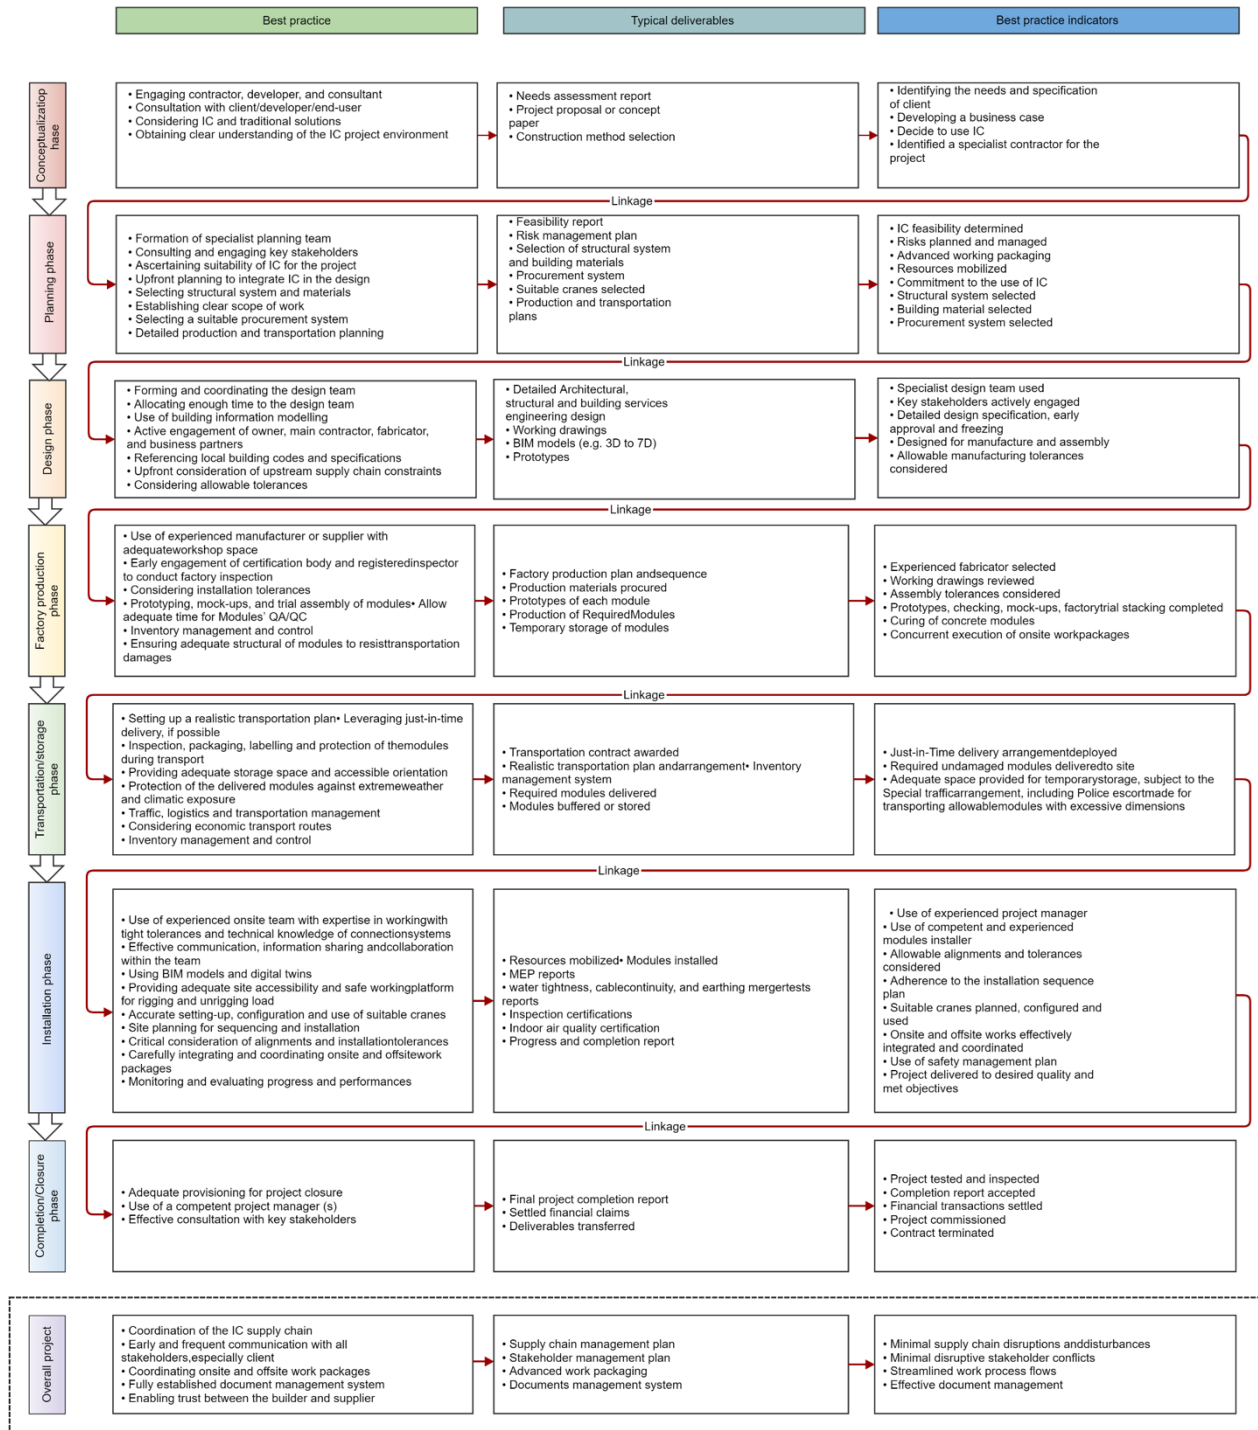 Best practice
Typical deliverables
Best practice indicators
Conceptualizatiop
hase
• Engaging contractor, developer, and consultant
• Consultation with client/developer/end-user
• Considering IC and traditional solutions
• Obtaining clear understanding of the IC project environment
• Needs assessment report
• Project proposal or concept
paper
• Construction method selection
• Identifying the needs and specification
of client
• Developing a business case
• Decide to use IC
• Identified a specialist contractor for the
project
Linkage
Planning phase
• Formation of specialist planning team
• Consulting and engaging key stakeholders
• Ascertaining suitability of IC for the project
• Upfront planning to integrate IC in the design
• Selecting structural system and materials
• Establishing clear scope of work
• Selecting a suitable procurement system
• Detailed production and transportation planning
• Feasibility report
• Risk management plan
• Selection of structural system
and building materials
• Procurement system
• Suitable cranes selected
• Production and transportation
plans
• IC feasibility determined
• Risks planned and managed
• Advanced working packaging
• Resources mobilized
• Commitment to the use of IC
• Structural system selected
• Building material selected
• Procurement system selected
Linkage
Design phase
• Forming and coordinating the design team
• Allocating enough time to the design team
• Use of building information modelling
• Active engagement of owner, main contractor, fabricator,
and business partners
• Referencing local building codes and specifications
• Upfront consideration of upstream supply chain constraints
• Considering allowable tolerances
• Detailed Architectural,
structural and building services
engineering design
• Working drawings
• BIM models (e.g. 3D to 7D)
• Prototypes
• Specialist design team used
• Key stakeholders actively engaged
• Detailed design specification, early
approval and freezing
• Designed for manufacture and assembly
• Allowable manufacturing tolerances
considered
Linkage
Factory production
phase
• Use of experienced manufacturer or supplier with
adequateworkshop space
• Early engagement of certification body and registeredinspector
to conduct factory inspection
• Considering installation tolerances
• Prototyping, mock-ups, and trial assembly of modules• Allow
adequate time for Modules' QA/QC
• Inventory management and control
• Ensuring adequate structural of modules to resisttransportation
damages
• Factory production plan andsequence
• Production materials procured
• Prototypes of each module
• Production of RequiredModules
• Temporary storage of modules
• Experienced fabricator selected
• Working drawings reviewed
• Assembly tolerances considered
• Prototypes, checking, mock-ups, factorytrial stacking completed
• Curing of concrete modules
• Concurrent execution of onsite workpackages
Linkage
Transportation/storage
phase
• Setting up a realistic transportation plan• Leveraging just-in-time
delivery, if possible
• Inspection, packaging, labelling and protection of themodules
during transport
• Providing adequate storage space and accessible orientation
• Protection of the delivered modules against extremeweather
and climatic exposure
• Traffic, logistics and transportation management
• Considering economic transport routes
• Inventory management and control
• Transportation contract awarded
• Realistic transportation plan andarrangement• Inventory
management system
• Required modules delivered
• Modules buffered or stored
• Just-in-Time delivery arrangementdeployed
• Required undamaged modules deliveredto site
• Adequate space provided for temporarystorage, subject to the
Special trafficarrangement, including Police escortmade for
transporting allowablemodules with excessive dimensions
Linkage
Installation phase
• Use of experienced onsite team with expertise in workingwith
tight tolerances and technical knowledge of connectionsystems
• Effective communication, information sharing andcollaboration
within the team
• Using BIM models and digital twins
• Providing adequate site accessibility and safe workingplatform
for rigging and unrigging load
• Accurate setting-up, configuration and use of suitable cranes
• Site planning for sequencing and installation
• Critical consideration of alignments and installationtolerances
• Carefully integrating and coordinating onsite and offsitework
packages
• Monitoring and evaluating progress and performances
• Resources mobilized• Modules installed
• MEP reports
• water tightness, cablecontinuity, and earthing mergertests
reports
• Inspection certifications
• Indoor air quality certification
• Progress and completion report
• Use of experienced project manager
• Use of competent and experienced
modules installer
• Allowable alignments and tolerances
considered
• Adherence to the installation sequence
plan
• Suitable cranes planned, configured and
used
• Onsite and offsite works effectively
integrated and coordinated
• Use of safety management plan
• Project delivered to desired quality and
met objectives
Linkage
Completion/Closure
phase
• Adequate provisioning for project closure
• Use of a competent project manager (s)
• Effective consultation with key stakeholders
• Final project completion report
• Settled financial claims
• Deliverables transferred
• Project tested and inspected
• Completion report accepted
• Financial transactions settled
• Project commissioned
• Contract terminated
Overall project
• Coordination of the IC supply chain
• Early and frequent communication with all
stakeholders,especially client
• Coordinating onsite and offsite work packages
• Fully established document management system
• Enabling trust between the builder and supplier
• Supply chain management plan
• Stakeholder management plan
• Advanced work packaging
• Documents management system
• Minimal supply chain disruptions anddisturbances
• Minimal disruptive stakeholder conflicts
• Streamlined work process flows
• Effective document management